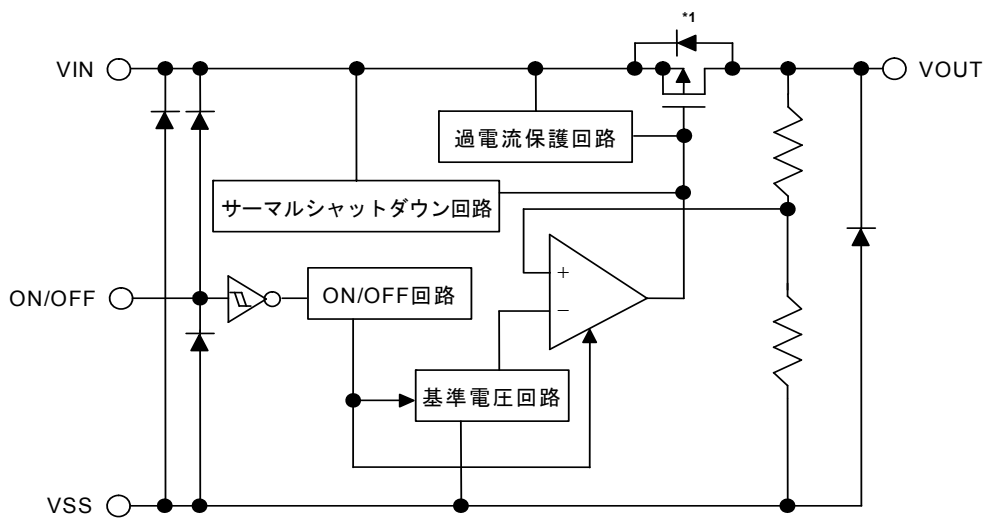 *1
VIN
VOUT
過電流保護回路
サーマルシャットダウン回路
+
ON/OFF
ON/OFF回路
−
基準電圧回路
VSS